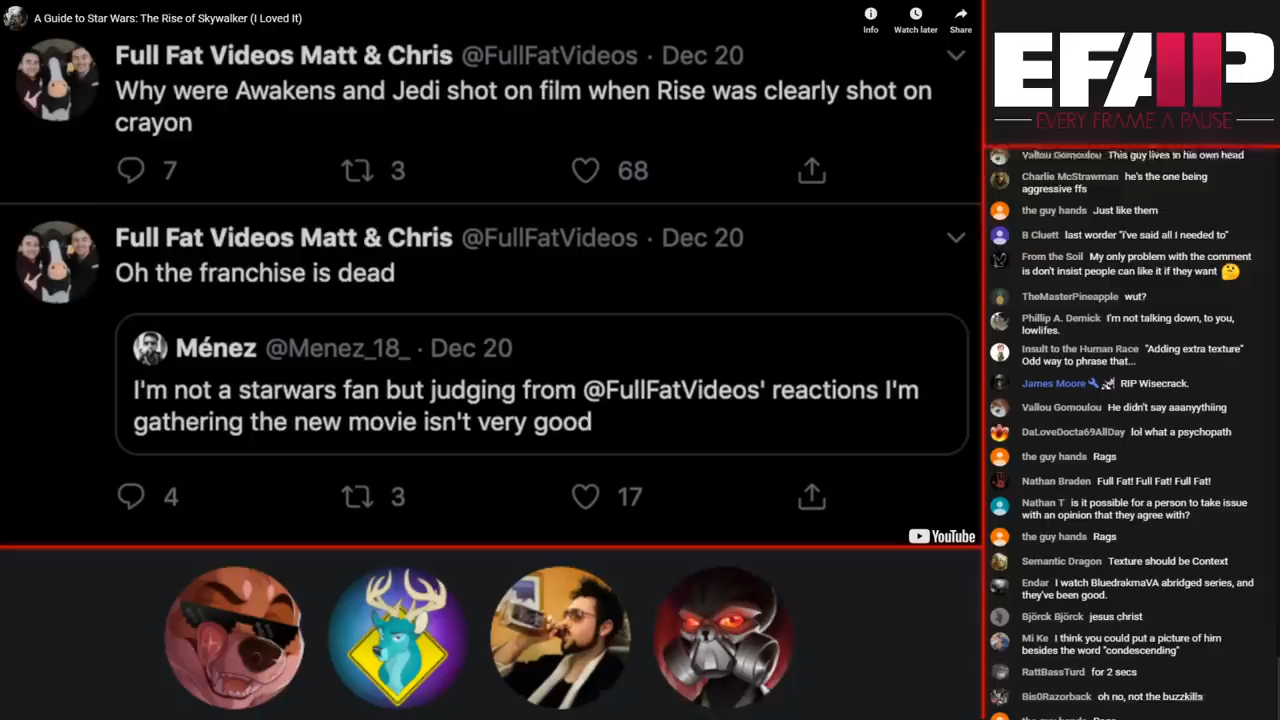 A Guide to Star Wars: The Rise of Skywalker (I Loved It)
Info
Watch later
Share
Full Fat Videos Matt & Chris @FullFatVideos · Dec 20
Why were Awakens and Jedi shot on film when Rise was clearly shot on
crayon
7
3
68
Full Fat Videos Matt & Chris @FullFatVideos · Dec 20
Oh the franchise is dead
Ménez @Menez_18_ · Dec 20
I'm not a starwars fan but judging from @FullFatVideos' reactions I'm
gathering the new movie isn't very good
4
3
17
YouTube
EFAP
EVERY FRAME A PAUSE
Vallou Gomoulou This guy lives in his own head
Charlie McStrawman he's the one being
aggressive ffs
the guy hands Just like them
B Cluett last worder "i've said all I needed to"
From the Soil My only problem with the comment
is don't insist people can like it if they want
TheMasterPineapple wut?
Phillip A. Demick I'm not talking down, to you,
lowlifes.
Insult to the Human Race "Adding extra texture"
Odd way to phrase that...
James Moore RIP Wisecrack.
Vallou Gomoulou He didn't say aaanyythiing
DaLoveDocta69AllDay lol what a psychopath
the guy hands Rags
Nathan Braden Full Fat! Full Fat! Full Fat!
Nathan T is it possible for a person to take issue
with an opinion that they agree with?
the guy hands Rags
Semantic Dragon Texture should be Context
Endar I watch BluedrakmaVA abridged series, and
they've been good.
Björck Björck jesus christ
Mi Ke I think you could put a picture of him
besides the word "condescending"
RattBassTurd for 2 secs
Bis0Razorback oh no, not the buzzkills
the guy hands Rags